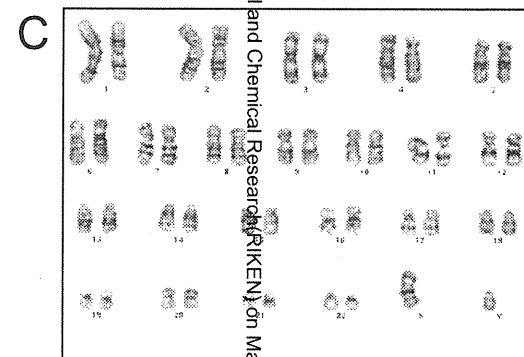 C
l and Chemical Research(RIKEN) on Ma
1 2 3 4 5
6 7 8 9 10 11 12
13 14 15 16 17 18
19 20 21 22 X Y